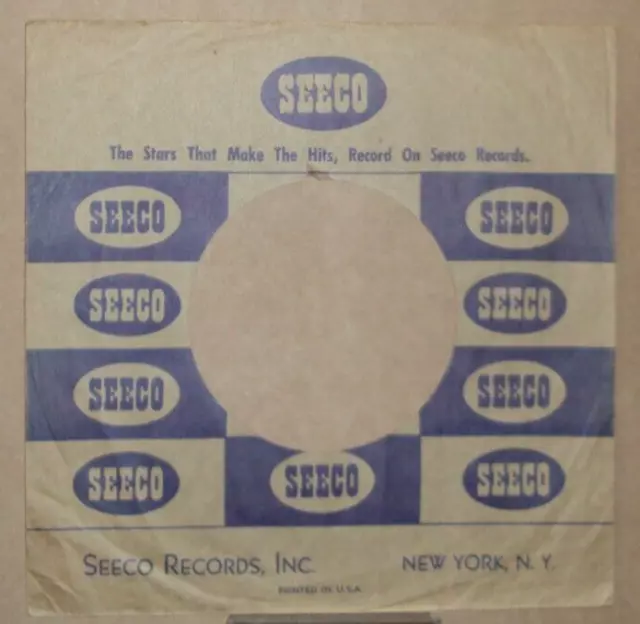 SEECO
The Stars That Make The Hits, Record On Seeco Records.
SEECO SEECO
SEECO SEECO
SEECO SEECO
SEECO SEECO SEECO
SEECO RECORDS, INC. NEW YORK, N. Y.
PRINTED IN U.S.A.